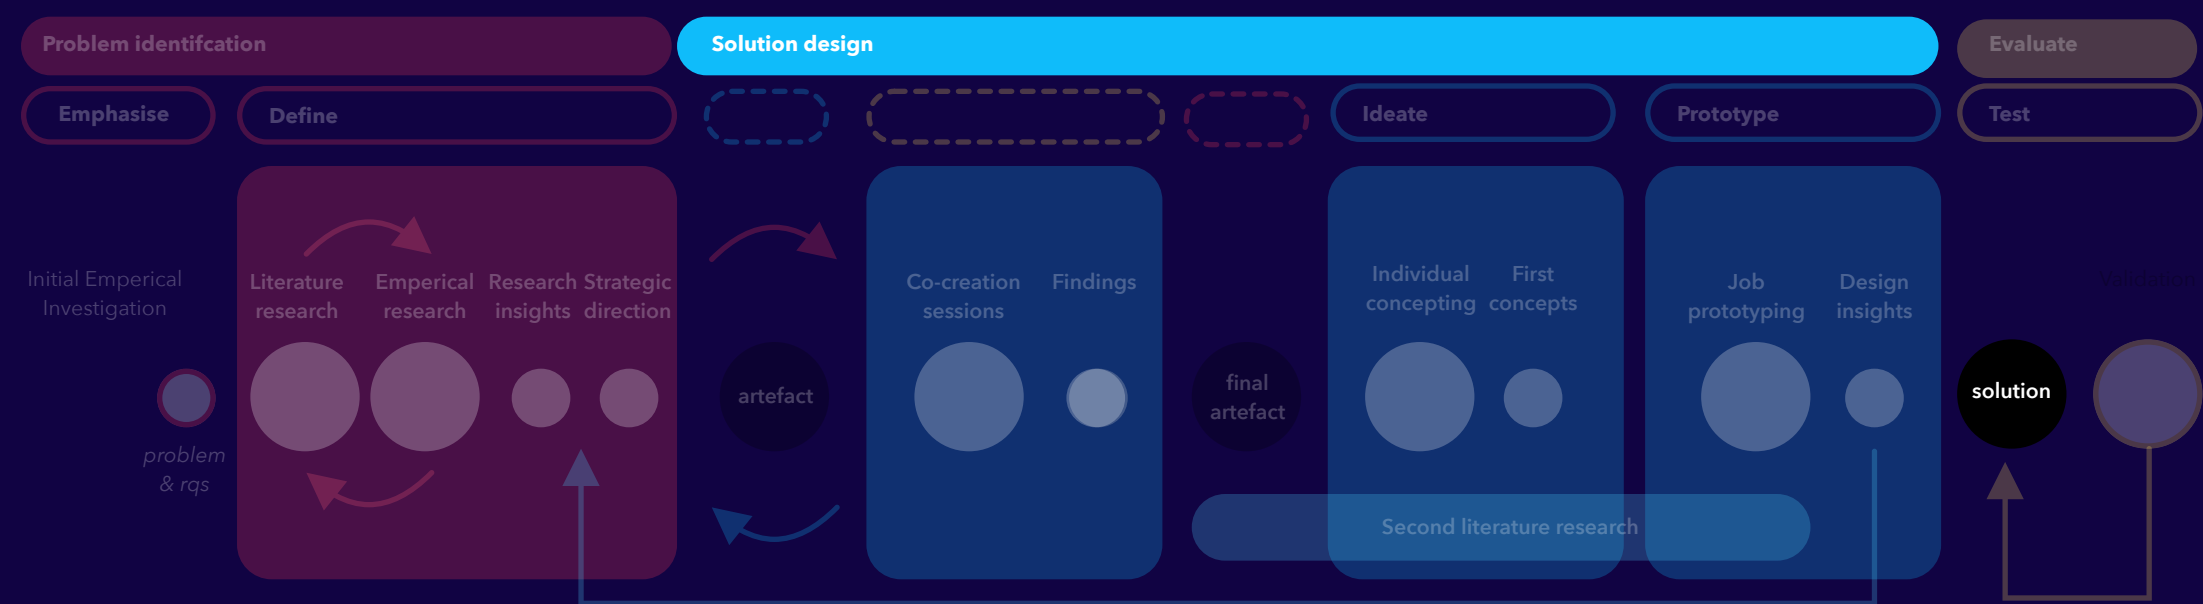 Problem identifcation
Solution design
Evaluate
Emphasise
Define
Ideate
Prototype
Test
Initial Emperical
Investigation
Literature
research
Emperical
research
Research
insights
Strategic
direction
Co-creation
sessions
Findings
Individual
concepting
First
concepts
Job
prototyping
Design
insights
Validation
artefact
final
artefact
solution
problem
& rqs
Second literature research